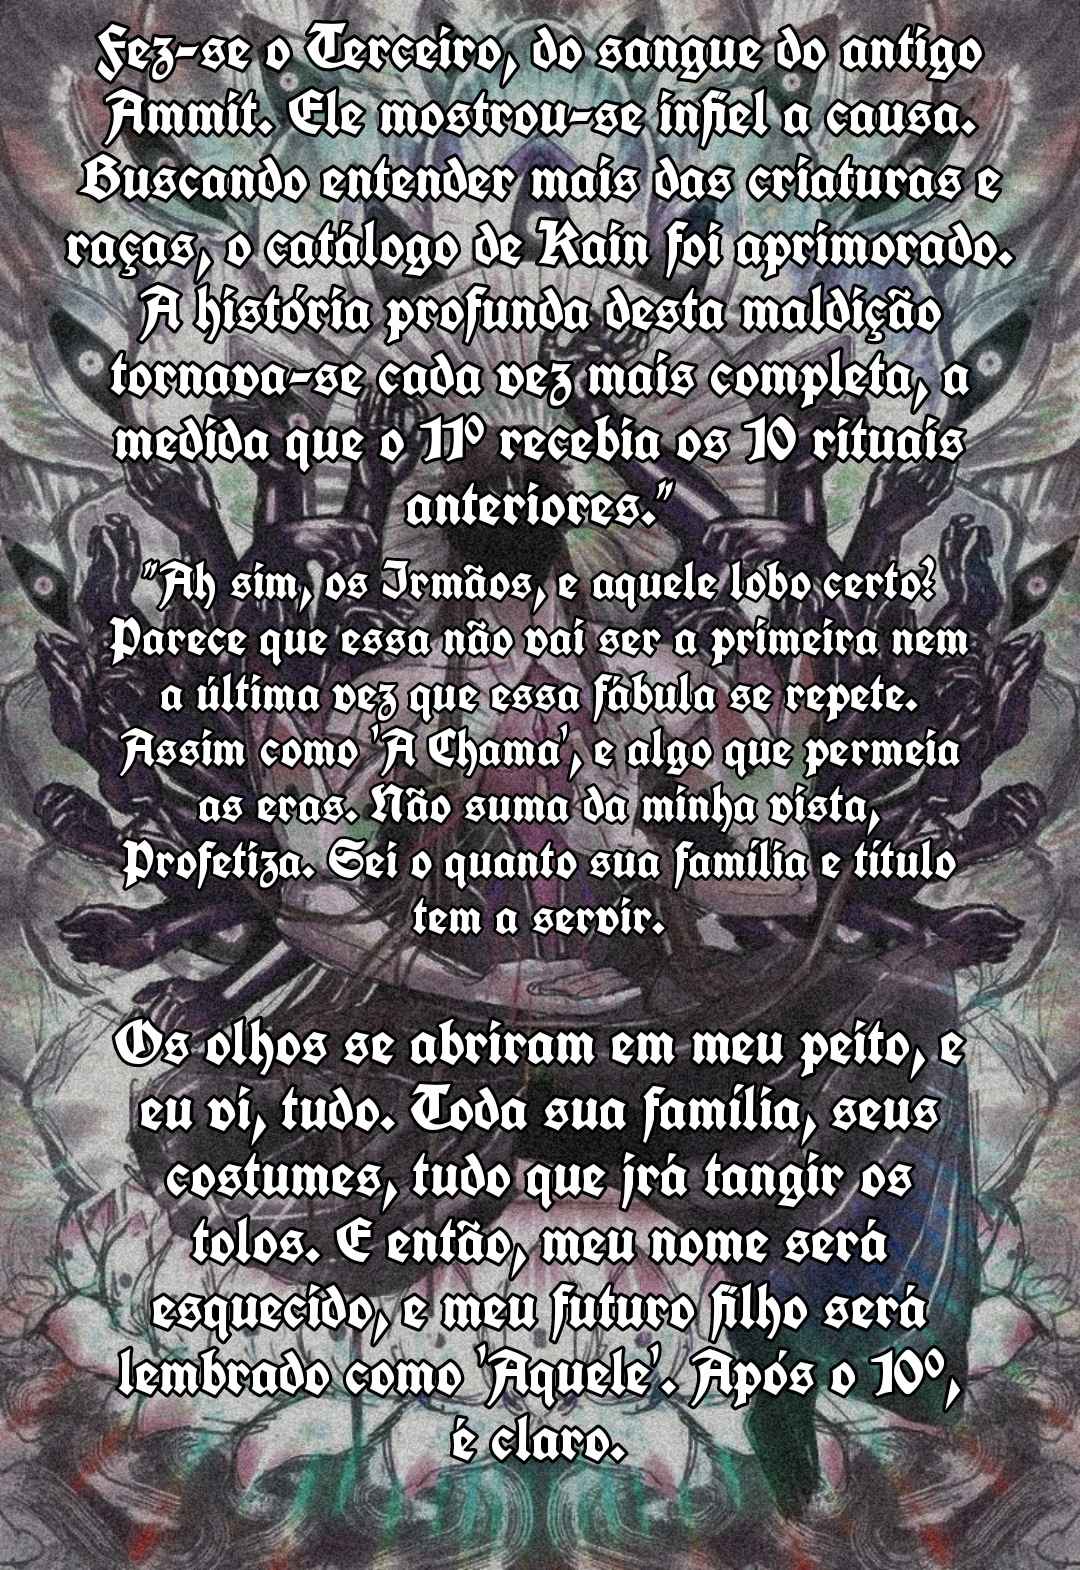 Fez-se o Terceiro, do sangue do antigo
Ammit. Ele mostrou-se infiel a causa.
Buscando entender mais das criaturas e
raças, o catálogo de Kain foi aprimorado.
A história profunda desta maldição
tornava-se cada vez mais completa, a
medida que o 11º recebia os 10 rituais
anteriores."
"Ah sim, os Irmãos, e aquele lobo certo?
Parece que essa não vai ser a primeira nem
a última vez que essa fábula se repete.
Assim como 'A Chama', e algo que permeia
as eras. Não suma da minha vista,
Profetiza. Sei o quanto sua família e título
tem a servir.
Os olhos se abriram em meu peito, e
eu vi, tudo. Toda sua família, seus
costumes, tudo que irá tangir os
tolos. E então, meu nome será
esquecido, e meu futuro filho será
lembrado como 'Aquele'. Após o 10º,
é claro.